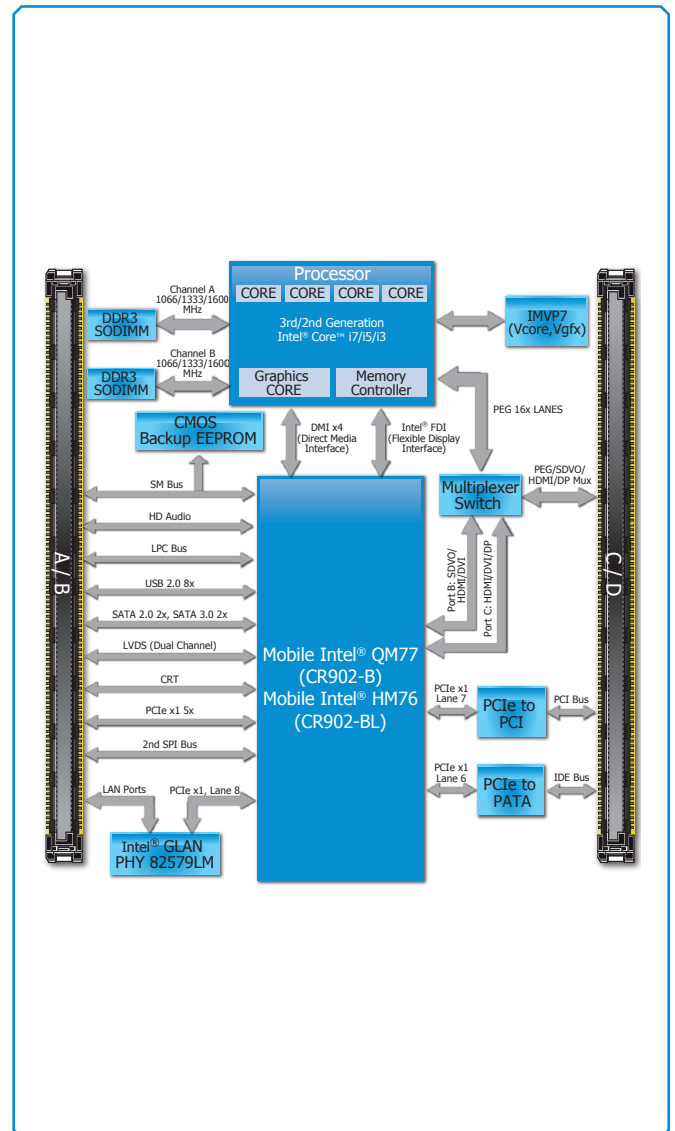 Processor
CORE CORE CORE CORE
3rd/2nd Generation
Intel® Core™ i7/i5/i3
Graphics
CORE
Memory
Controller
Channel A
1066/1333/1600
MHz
DDR3
SODIMM
Channel B
1066/1333/1600
MHz
DDR3
SODIMM
IMVP7
(Vcore,Vgfx)
CMOS
Backup EEPROM
DMI x4
(Direct Media
Interface)
Intel® FDI
(Flexible Display
Interface)
PEG 16x LANES
Multiplexer
Switch
PEG/SDVO/
HDMI/DP Mux
A / B
C / D
SM Bus
HD Audio
LPC Bus
USB 2.0 8x
SATA 2.0 2x, SATA 3.0 2x
LVDS (Dual Channel)
CRT
PCIe x1 5x
2nd SPI Bus
LAN Ports
PCIe x1, Lane 8
Intel® GLAN
PHY 82579LM
Mobile Intel® QM77
(CR902-B)
Mobile Intel® HM76
(CR902-BL)
Port B: SDVO/
HDMI/DVI
Port C: HDMI/DVI/DP
PCIe x1
Lane 7
PCIe to
PCI
PCI Bus
PCIe x1
Lane 6
PCIe to
PATA
IDE Bus